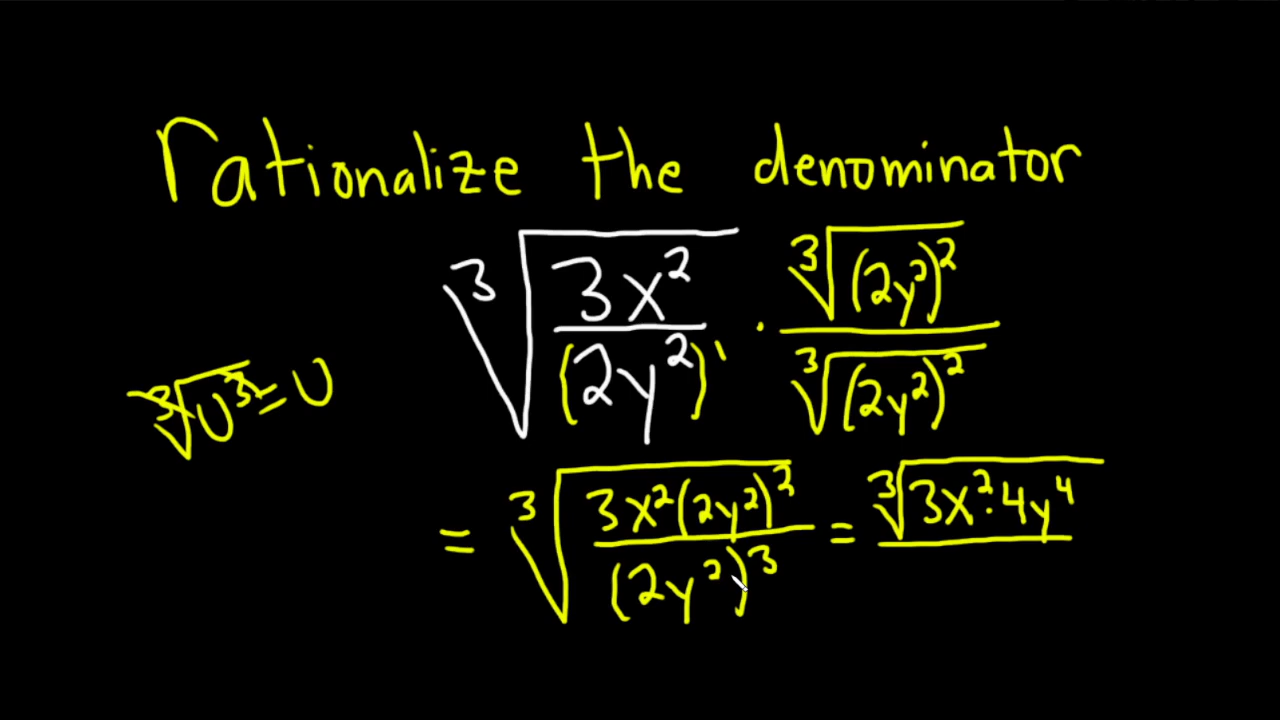 rationalize the denominator
∛(3x²/(2y²)¹) · ∛((2y²)²)/∛((2y²)²)
∛(U³) = U
= ∛(3x²(2y²)²/(2y²)³) = ∛(3x²·4y⁴)